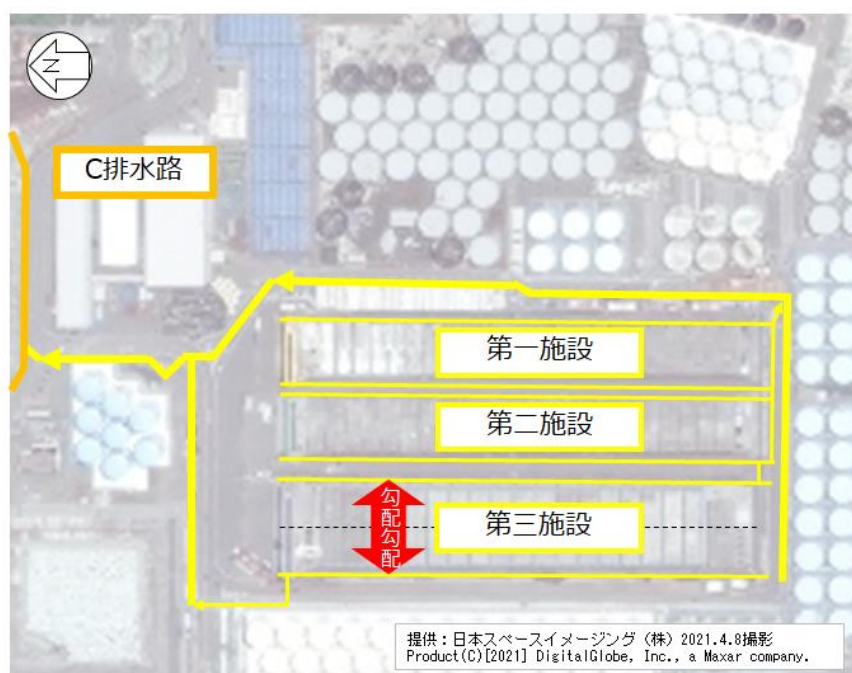 N
C排水路
第一施設
第二施設
勾配勾配
第三施設
提供：日本スペースイメージング（株）2021.4.8撮影
Product(C)[2021] DigitalGlobe, Inc., a Maxar company.